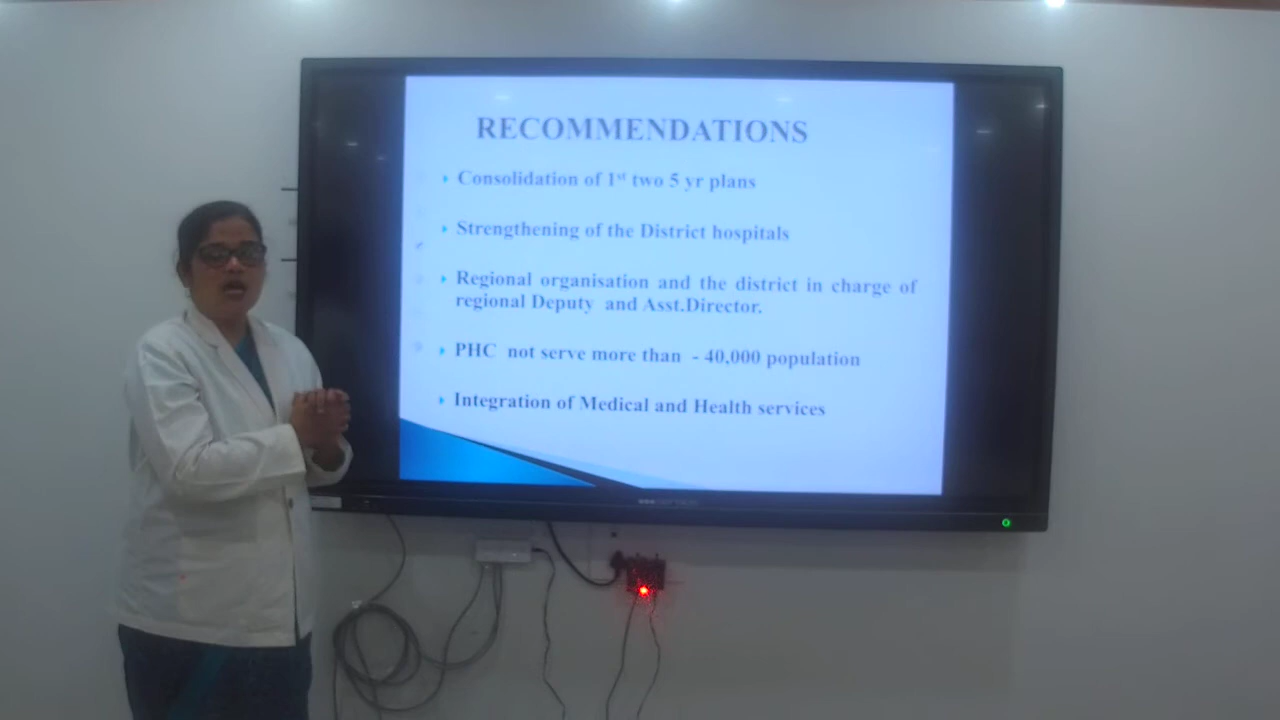 RECOMMENDATIONS
Consolidation of 1st two 5 yr plans
Strengthening of the District hospitals
Regional organisation and the district in charge of
regional Deputy and Asst.Director.
PHC not serve more than - 40,000 population
Integration of Medical and Health services